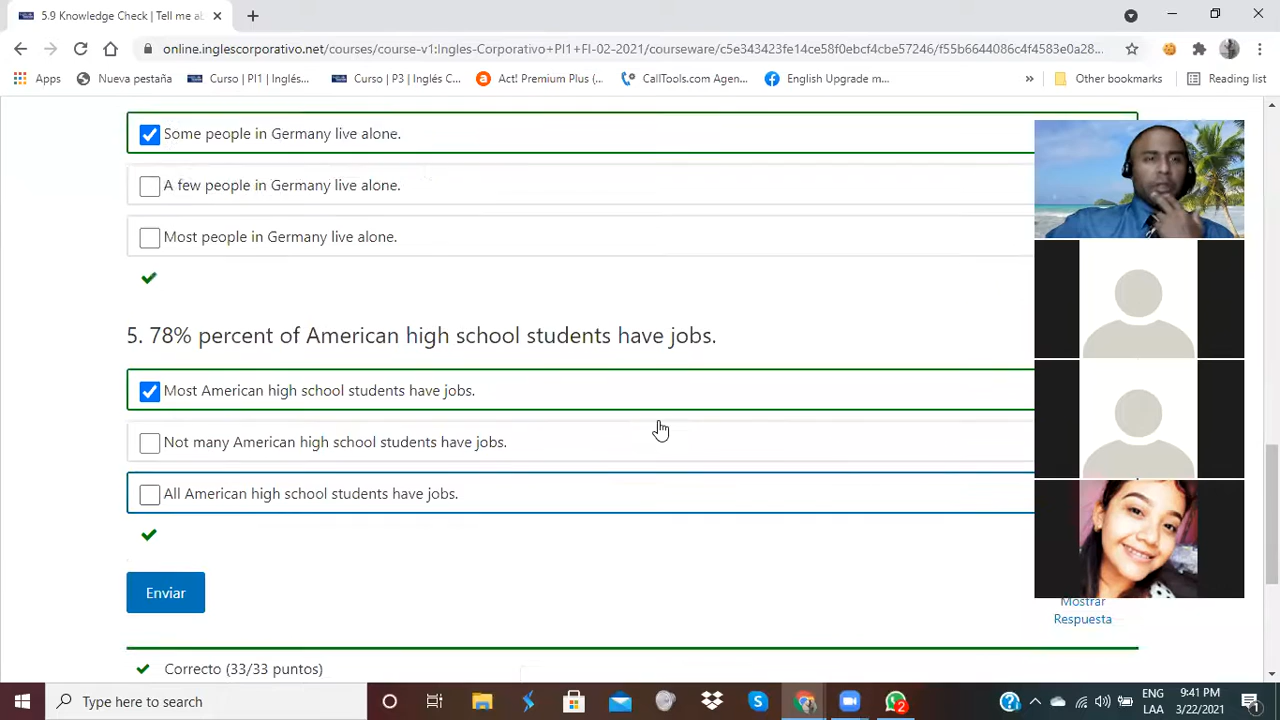 5.9 Knowledge Check | Tell me ab
online.inglescorporativo.net/courses/course-v1:Ingles-Corporativo+PI1+FI-02-2021/courseware/c5e343423fe14ce58f0ebcf4cbe57246/f55b6644086c4f4583e0a28...
Apps Nueva pestaña Curso | PI1 | Inglés... Curso | P3 | Inglés C... Act! Premium Plus (... CallTools.com Agen... English Upgrade m... » Other bookmarks Reading list
Some people in Germany live alone.
A few people in Germany live alone.
Most people in Germany live alone.
5. 78% percent of American high school students have jobs.
Most American high school students have jobs.
Not many American high school students have jobs.
All American high school students have jobs.
Enviar
Mostrar
Respuesta
Correcto (33/33 puntos)
Type here to search
2
ENG
LAA
9:41 PM
3/22/2021
1